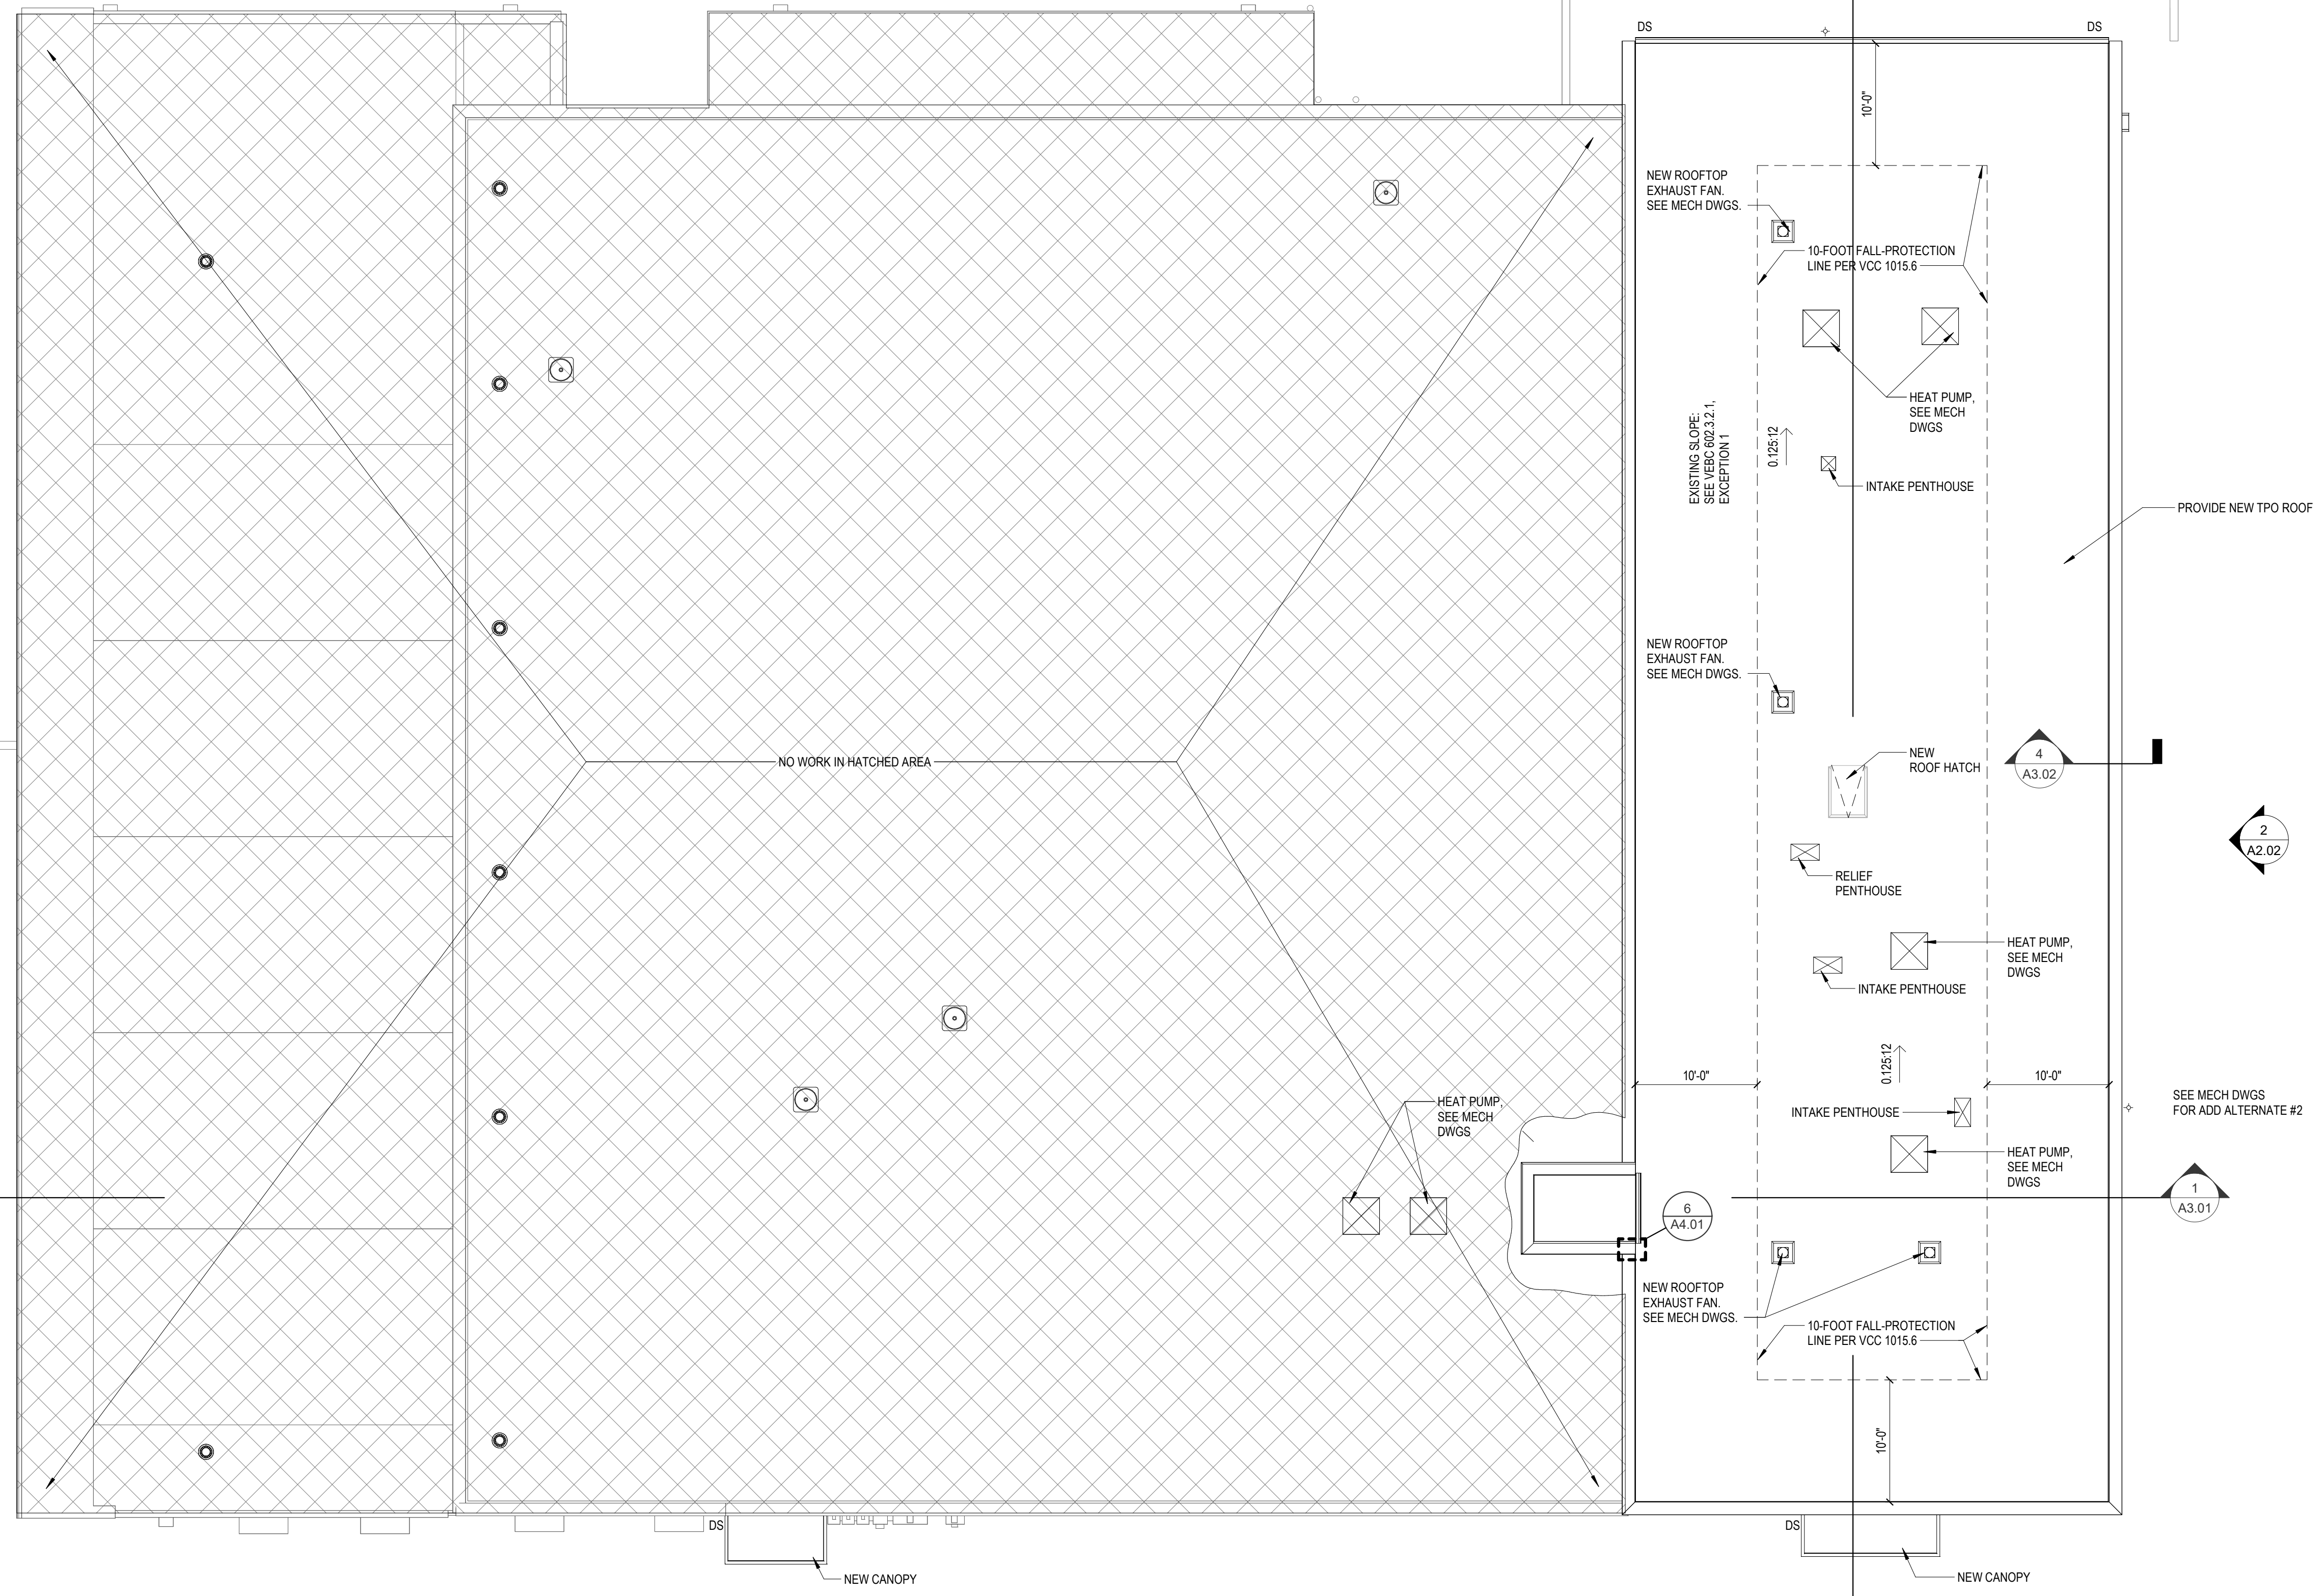 DS
DS
10'-0"
NEW ROOFTOP
EXHAUST FAN.
SEE MECH DWGS.
10-FOOT FALL-PROTECTION
LINE PER VCC 1015.6
HEAT PUMP,
SEE MECH
DWGS
EXISTING SLOPE:
SEE VEBC 602.3.2.1,
EXCEPTION 1
0.125:12
INTAKE PENTHOUSE
PROVIDE NEW TPO ROOF
NEW ROOFTOP
EXHAUST FAN.
SEE MECH DWGS.
NO WORK IN HATCHED AREA
NEW
ROOF HATCH
4
A3.02
2
A2.02
RELIEF
PENTHOUSE
HEAT PUMP,
SEE MECH
DWGS
INTAKE PENTHOUSE
0.125:12
10'-0"
10'-0"
HEAT PUMP,
SEE MECH
DWGS
INTAKE PENTHOUSE
SEE MECH DWGS
FOR ADD ALTERNATE #2
HEAT PUMP,
SEE MECH
DWGS
1
A3.01
6
A4.01
NEW ROOFTOP
EXHAUST FAN.
SEE MECH DWGS.
10-FOOT FALL-PROTECTION
LINE PER VCC 1015.6
10'-0"
DS
DS
NEW CANOPY
NEW CANOPY